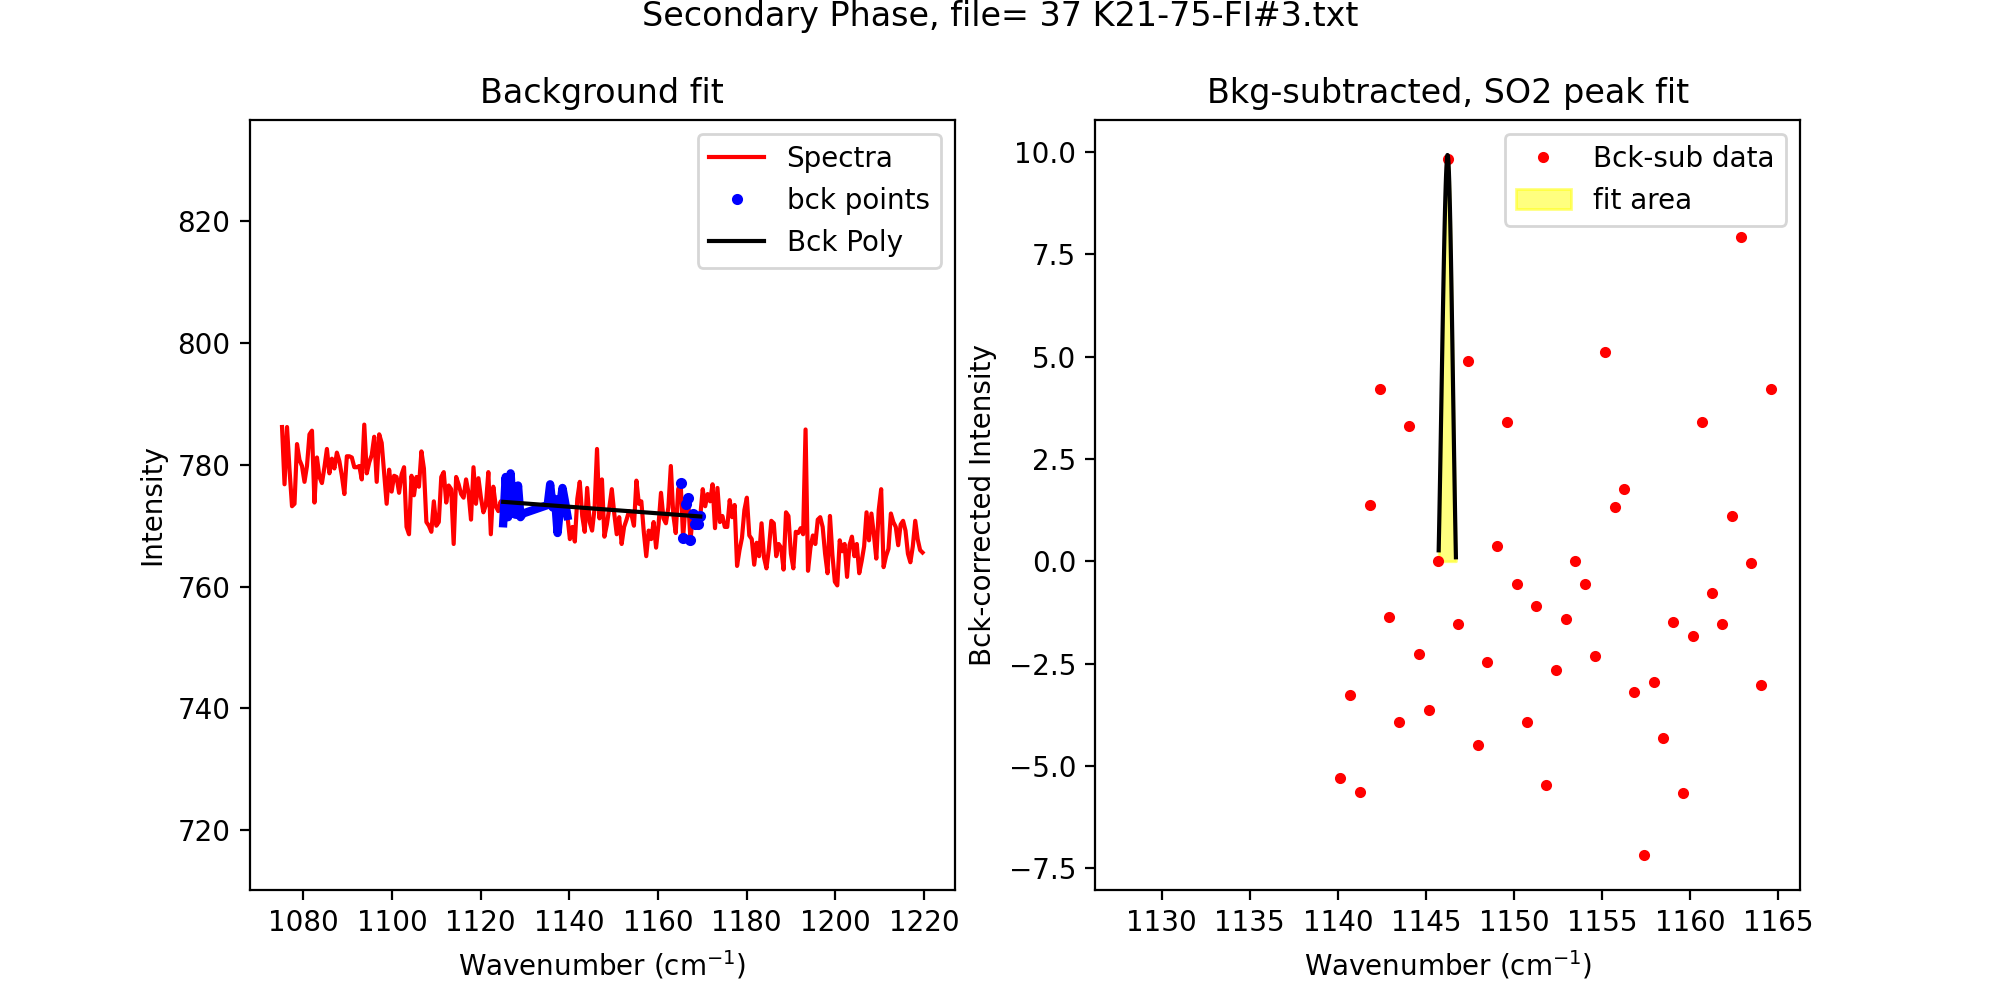 Secondary Phase, file= 37 K21-75-FI#3.txt
Background fit
Spectra
bck points
Bck Poly
Intensity
820
800
780
760
740
720
1080 1100 1120 1140 1160 1180 1200 1220
Wavenumber (cm⁻¹)
Bkg-subtracted, SO2 peak fit
Bck-sub data
fit area
Bck-corrected Intensity
10.0
7.5
5.0
2.5
0.0
−2.5
−5.0
−7.5
1130 1135 1140 1145 1150 1155 1160 1165
Wavenumber (cm⁻¹)